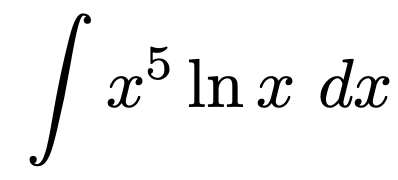 ∫ x⁵ ln x dx